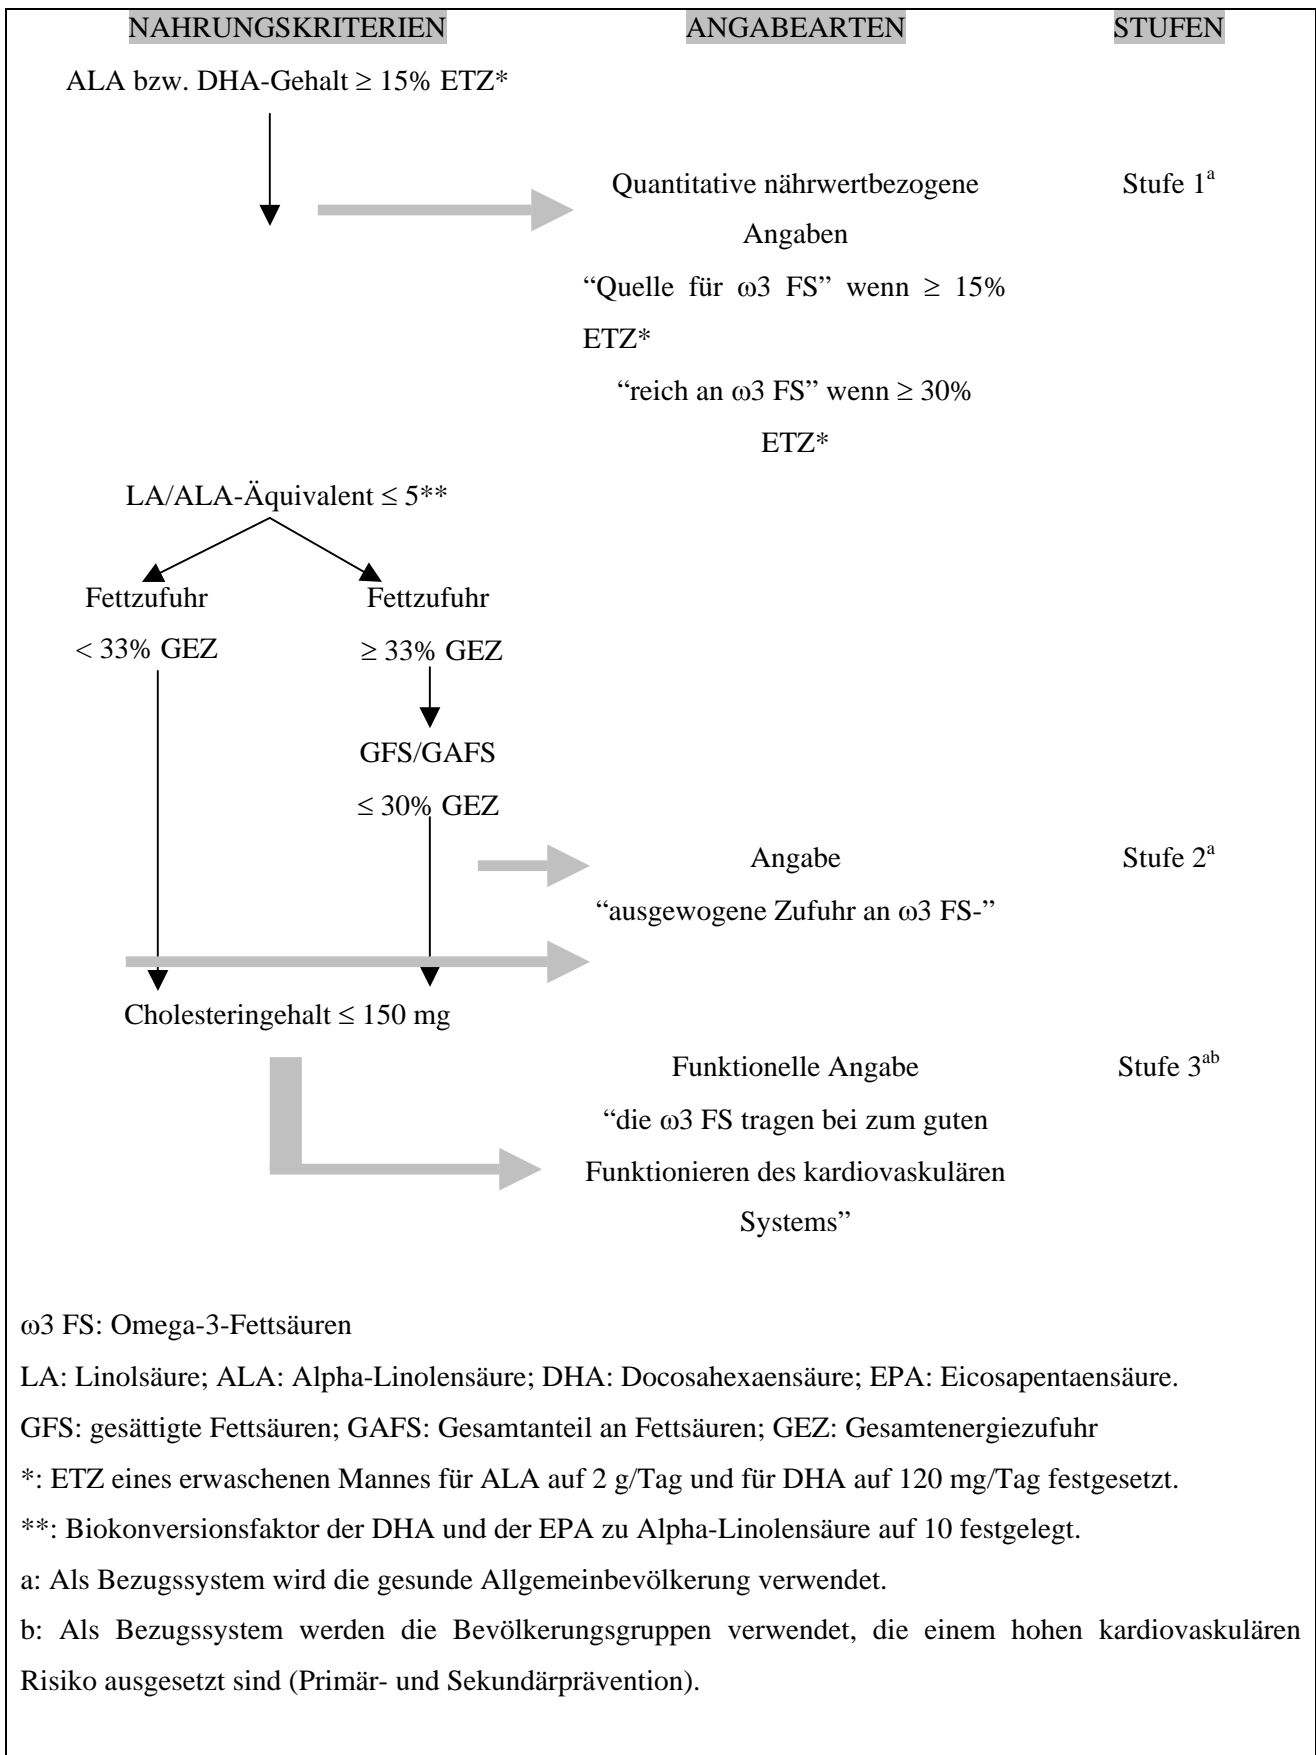 NAHRUNGSKRITERIEN ANGABEARTEN STUFEN
ALA bzw. DHA-Gehalt ≥ 15% ETZ*
Quantitative nährwertbezogene Stufe 1a
Angaben
“Quelle für ω3 FS” wenn ≥ 15%
ETZ*
“reich an ω3 FS” wenn ≥ 30%
ETZ*
LA/ALA-Äquivalent ≤ 5**
Fettzufuhr Fettzufuhr
< 33% GEZ ≥ 33% GEZ
GFS/GAFS
≤ 30% GEZ
Angabe Stufe 2a
“ausgewogene Zufuhr an ω3 FS-”
Cholesteringehalt ≤ 150 mg
Funktionelle Angabe Stufe 3ab
“die ω3 FS tragen bei zum guten
Funktionieren des kardiovaskulären
Systems”
ω3 FS: Omega-3-Fettsäuren
LA: Linolsäure; ALA: Alpha-Linolensäure; DHA: Docosahexaensäure; EPA: Eicosapentaensäure.
GFS: gesättigte Fettsäuren; GAFS: Gesamtanteil an Fettsäuren; GEZ: Gesamtenergiezufuhr
*: ETZ eines erwaschenen Mannes für ALA auf 2 g/Tag und für DHA auf 120 mg/Tag festgesetzt.
**: Biokonversionsfaktor der DHA und der EPA zu Alpha-Linolensäure auf 10 festgelegt.
a: Als Bezugssystem wird die gesunde Allgemeinbevölkerung verwendet.
b: Als Bezugssystem werden die Bevölkerungsgruppen verwendet, die einem hohen kardiovaskulären
Risiko ausgesetzt sind (Primär- und Sekundärprävention).